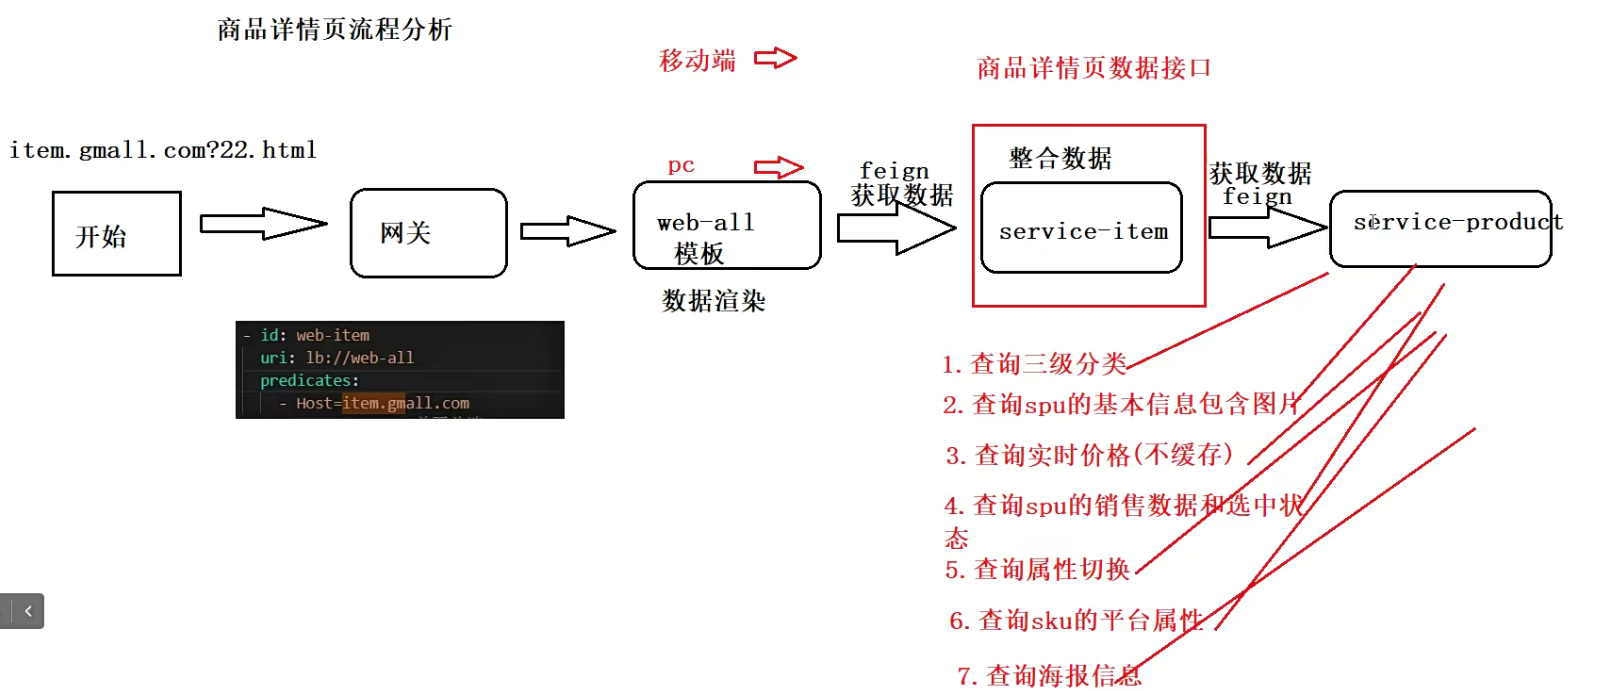 商品详情页流程分析
移动端
商品详情页数据接口
item.gmall.com?22.html
pc
feign
获取数据
整合数据
获取数据
feign
开始
网关
web-all
模板
service-item
service-product
数据渲染
- id: web-item
uri: lb://web-all
predicates:
- Host=item.gmall.com
1.查询三级分类
2.查询spu的基本信息包含图片
3.查询实时价格(不缓存)
4.查询spu的销售数据和选中状
态
5.查询属性切换
6.查询sku的平台属性
7.查询海报信息